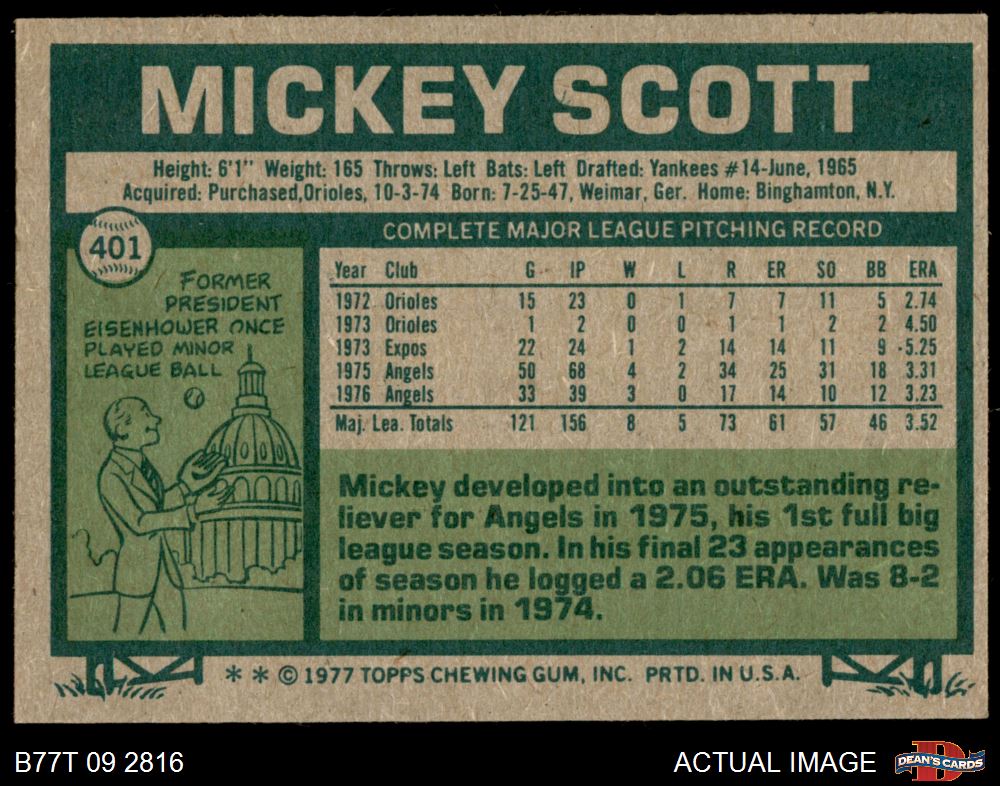 MICKEY SCOTT
Height: 6'1" Weight: 165 Throws: Left Bats: Left Drafted: Yankees #14-June, 1965
Acquired: Purchased,Orioles, 10-3-74 Born: 7-25-47, Weimar, Ger. Home: Binghamton, N.Y.
401
FORMER
PRESIDENT
EISENHOWER ONCE
PLAYED MINOR
LEAGUE BALL
COMPLETE MAJOR LEAGUE PITCHING RECORD
Year Club G IP W L R ER SO BB ERA
1972 Orioles 15 23 0 1 7 7 11 5 2.74
1973 Orioles 1 2 0 0 1 1 2 2 4.50
1973 Expos 22 24 1 2 14 14 11 9 5.25
1975 Angels 50 68 4 2 34 25 31 18 3.31
1976 Angels 33 39 3 0 17 14 10 12 3.23
Maj. Lea. Totals 121 156 8 5 73 61 57 46 3.52
Mickey developed into an outstanding re-
liever for Angels in 1975, his 1st full big
league season. In his final 23 appearances
of season he logged a 2.06 ERA. Was 8-2
in minors in 1974.
* * © 1977 TOPPS CHEWING GUM, INC. PRTD. IN U.S.A.
B77T 09 2816 ACTUAL IMAGE
D
DEAN'S CARDS